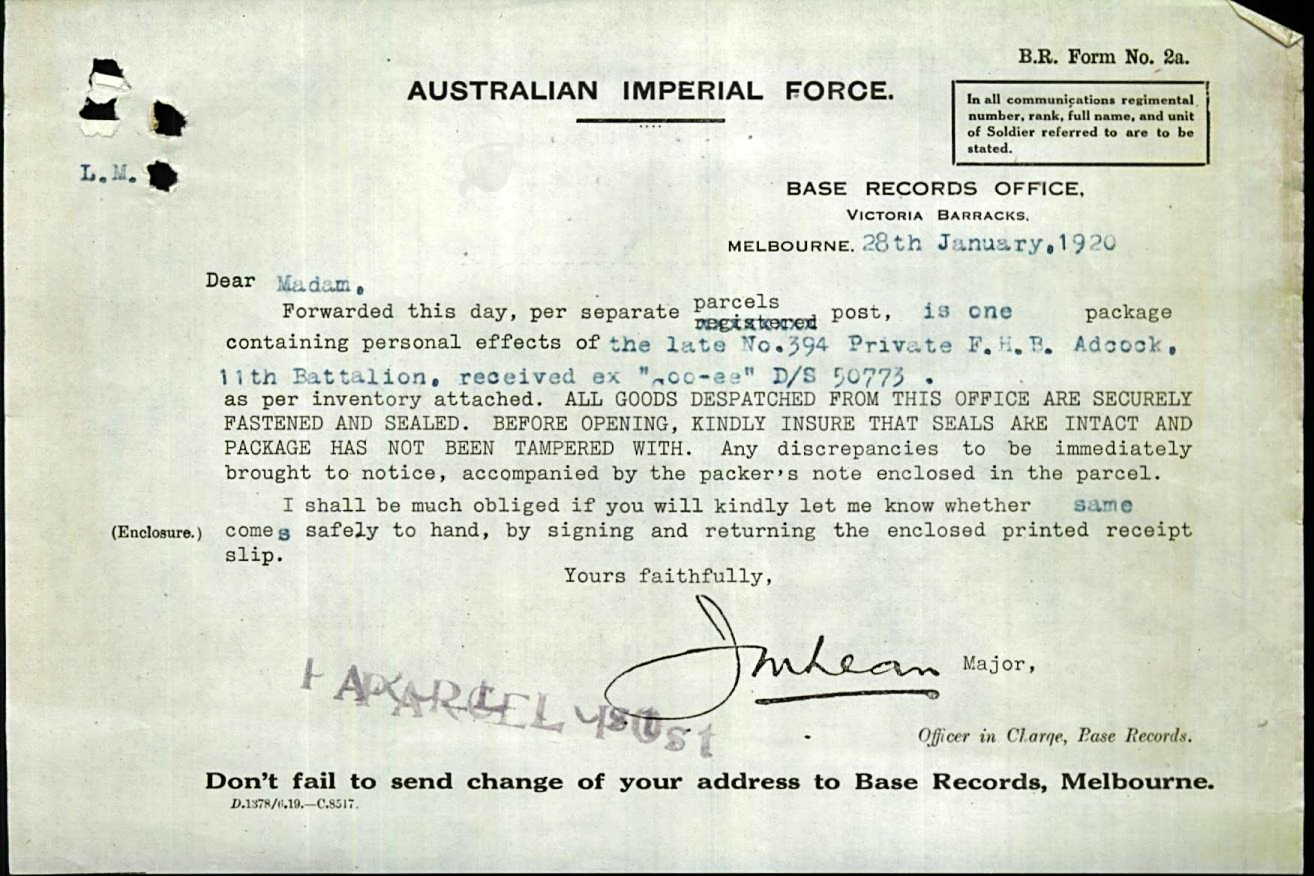 B.R. Form No. 2a.
AUSTRALIAN IMPERIAL FORCE.
In all communications regimental
number, rank, full name, and unit
of Soldier referred to are to be
stated.
L.M.
BASE RECORDS OFFICE,
VICTORIA BARRACKS,
MELBOURNE. 28th January, 1920
Dear Madam,
parcels
Forwarded this day, per separate registered post, is one package
containing personal effects of the late No.394 Private F.H.B. Adcock,
11th Battalion, received ex D/S 50773 .
as per inventory attached. ALL GOODS DESPATCHED FROM THIS OFFICE ARE SECURELY
FASTENED AND SEALED. BEFORE OPENING, KINDLY INSURE THAT SEALS ARE INTACT AND
PACKAGE HAS NOT BEEN TAMPERED WITH. Any discrepancies to be immediately
brought to notice, accompanied by the packer's note enclosed in the parcel.
I shall be much obliged if you will kindly let me know whether same
(Enclosure.) comes safely to hand, by signing and returning the enclosed printed receipt
slip.
Yours faithfully,
JMLean Major,
Officer in Charge, Base Records.
Don't fail to send change of your address to Base Records, Melbourne.
D.1378/6.19.—C.8517.